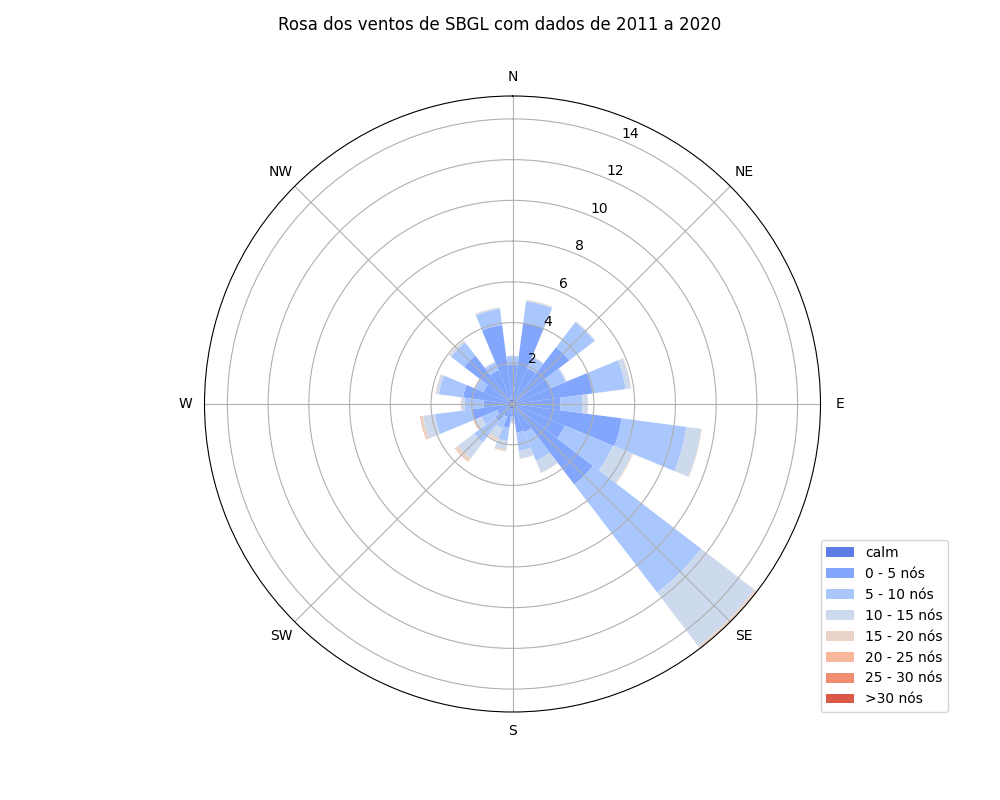 Rosa dos ventos de SBGL com dados de 2011 a 2020
N
NE
E
SE
S
SW
W
NW
14
12
10
8
6
4
2
calm
0 - 5 nós
5 - 10 nós
10 - 15 nós
15 - 20 nós
20 - 25 nós
25 - 30 nós
>30 nós